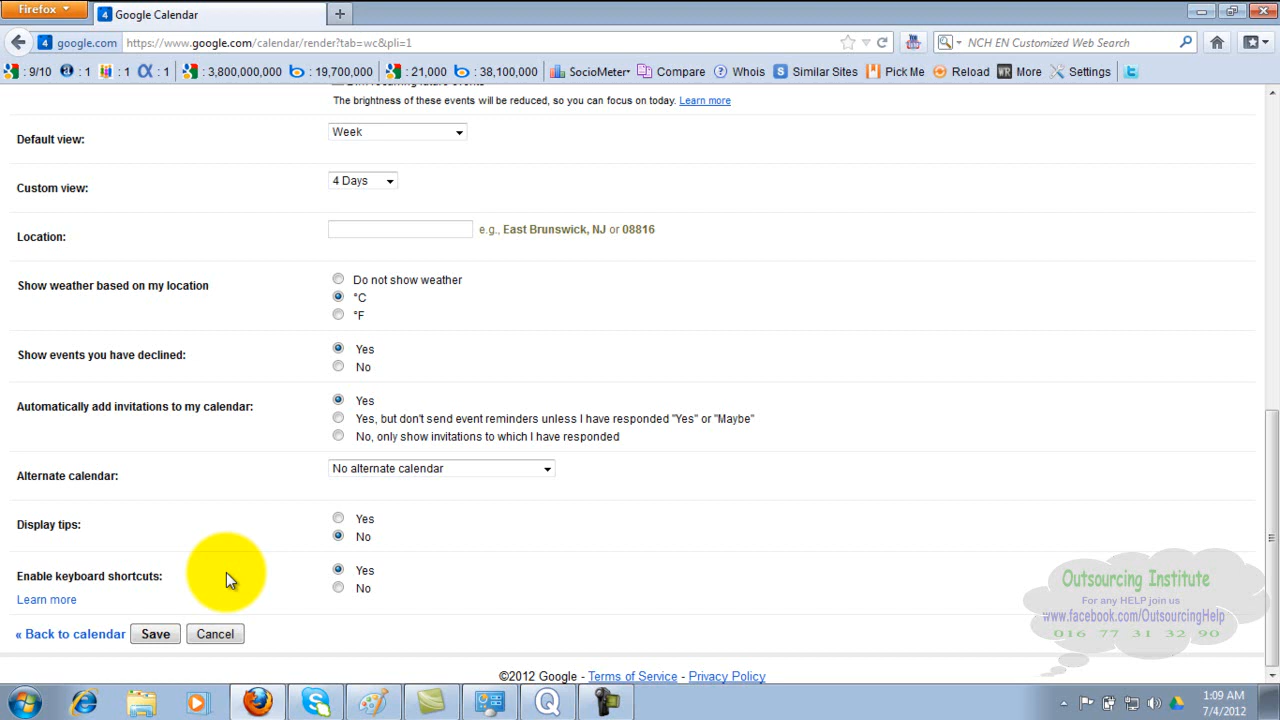 Firefox
4 Google Calendar
4 google.com https://www.google.com/calendar/render?tab=wc&pli=1 NCH EN Customized Web Search
: 9/10 : 1 : 1 α : 1 : 3,800,000,000 b : 19,700,000 : 21,000 b : 38,100,000 SocioMeter Compare Whois S Similar Sites Pick Me Reload WR More Settings
The brightness of these events will be reduced, so you can focus on today. Learn more
Default view: Week
Custom view: 4 Days
Location: e.g., East Brunswick, NJ or 08816
Show weather based on my location Do not show weather
°C
°F
Show events you have declined: Yes
No
Automatically add invitations to my calendar: Yes
Yes, but don't send event reminders unless I have responded "Yes" or "Maybe"
No, only show invitations to which I have responded
Alternate calendar: No alternate calendar
Display tips: Yes
No
Enable keyboard shortcuts: Yes
Learn more No
« Back to calendar Save Cancel
©2012 Google - Terms of Service - Privacy Policy
Outsourcing Institute
For any HELP join us
www.facebook.com/OutsourcingHelp
016 77 31 32 90
1:09 AM
7/4/2012